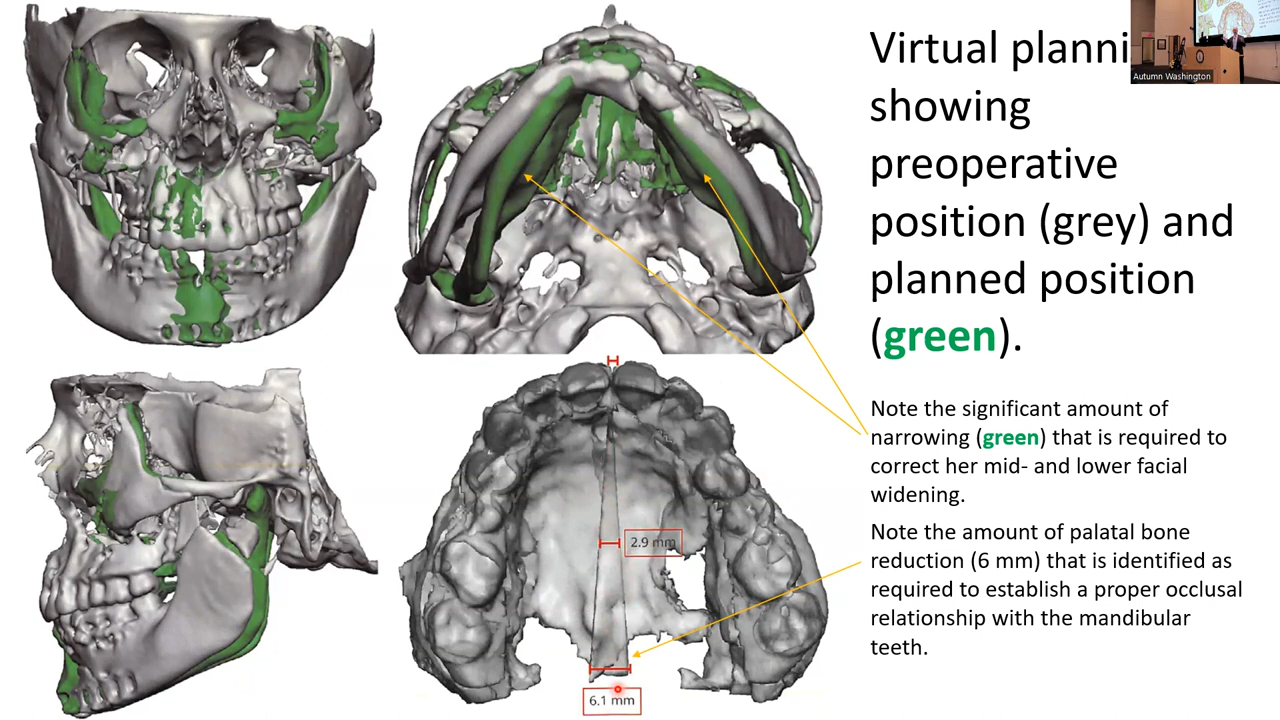 Virtual planni
showing
preoperative
position (grey) and
planned position
(green).
Autumn Washington
Note the significant amount of
narrowing (green) that is required to
correct her mid- and lower facial
widening.
Note the amount of palatal bone
reduction (6 mm) that is identified as
required to establish a proper occlusal
relationship with the mandibular
teeth.
2.9 mm
6.1 mm